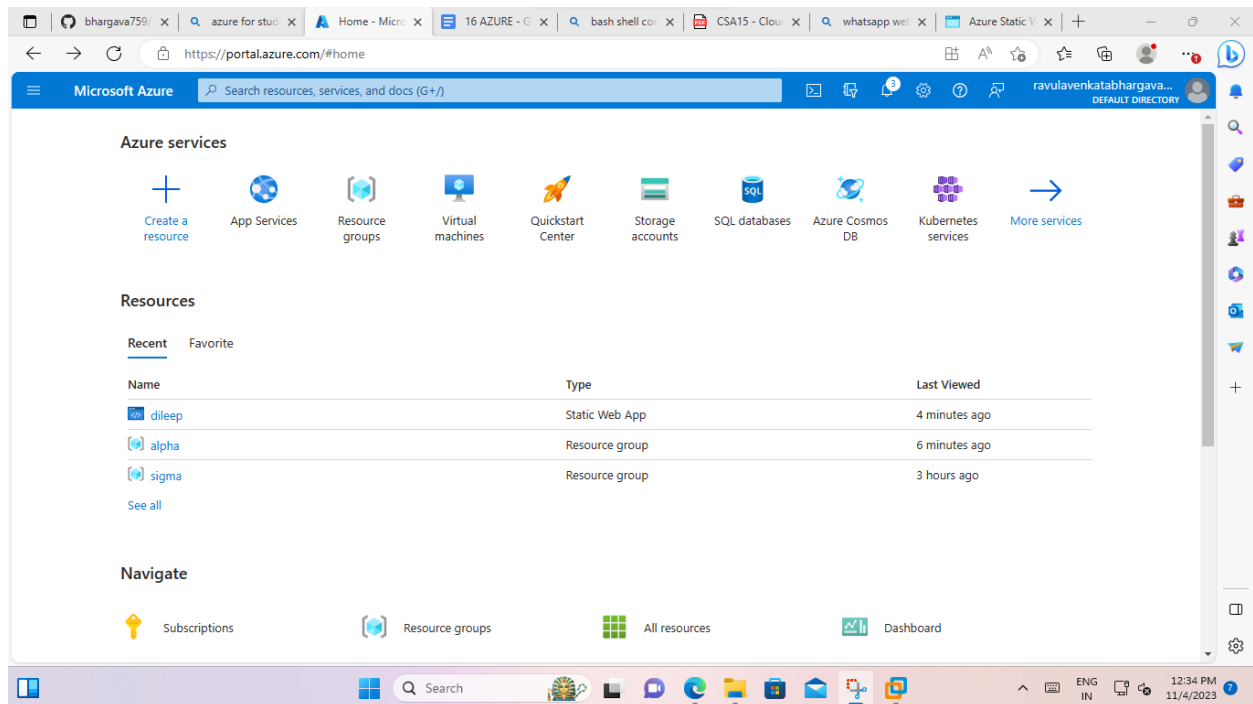 bhargava759/
azure for stud
Home - Micro
16 AZURE - G
bash shell cor
CSA15 - Clou
whatsapp wel
Azure Static W
https://portal.azure.com/#home
Microsoft Azure
Search resources, services, and docs (G+/)
3
ravulavenkatabhargava...
DEFAULT DIRECTORY
Azure services
Create a resource
App Services
Resource groups
Virtual machines
Quickstart Center
Storage accounts
SQL
SQL databases
Azure Cosmos DB
Kubernetes services
More services
Resources
Recent Favorite
Name Type Last Viewed
dileep Static Web App 4 minutes ago
alpha Resource group 6 minutes ago
sigma Resource group 3 hours ago
See all
Navigate
Subscriptions Resource groups All resources Dashboard
Search
ENG
IN
12:34 PM
11/4/2023
7